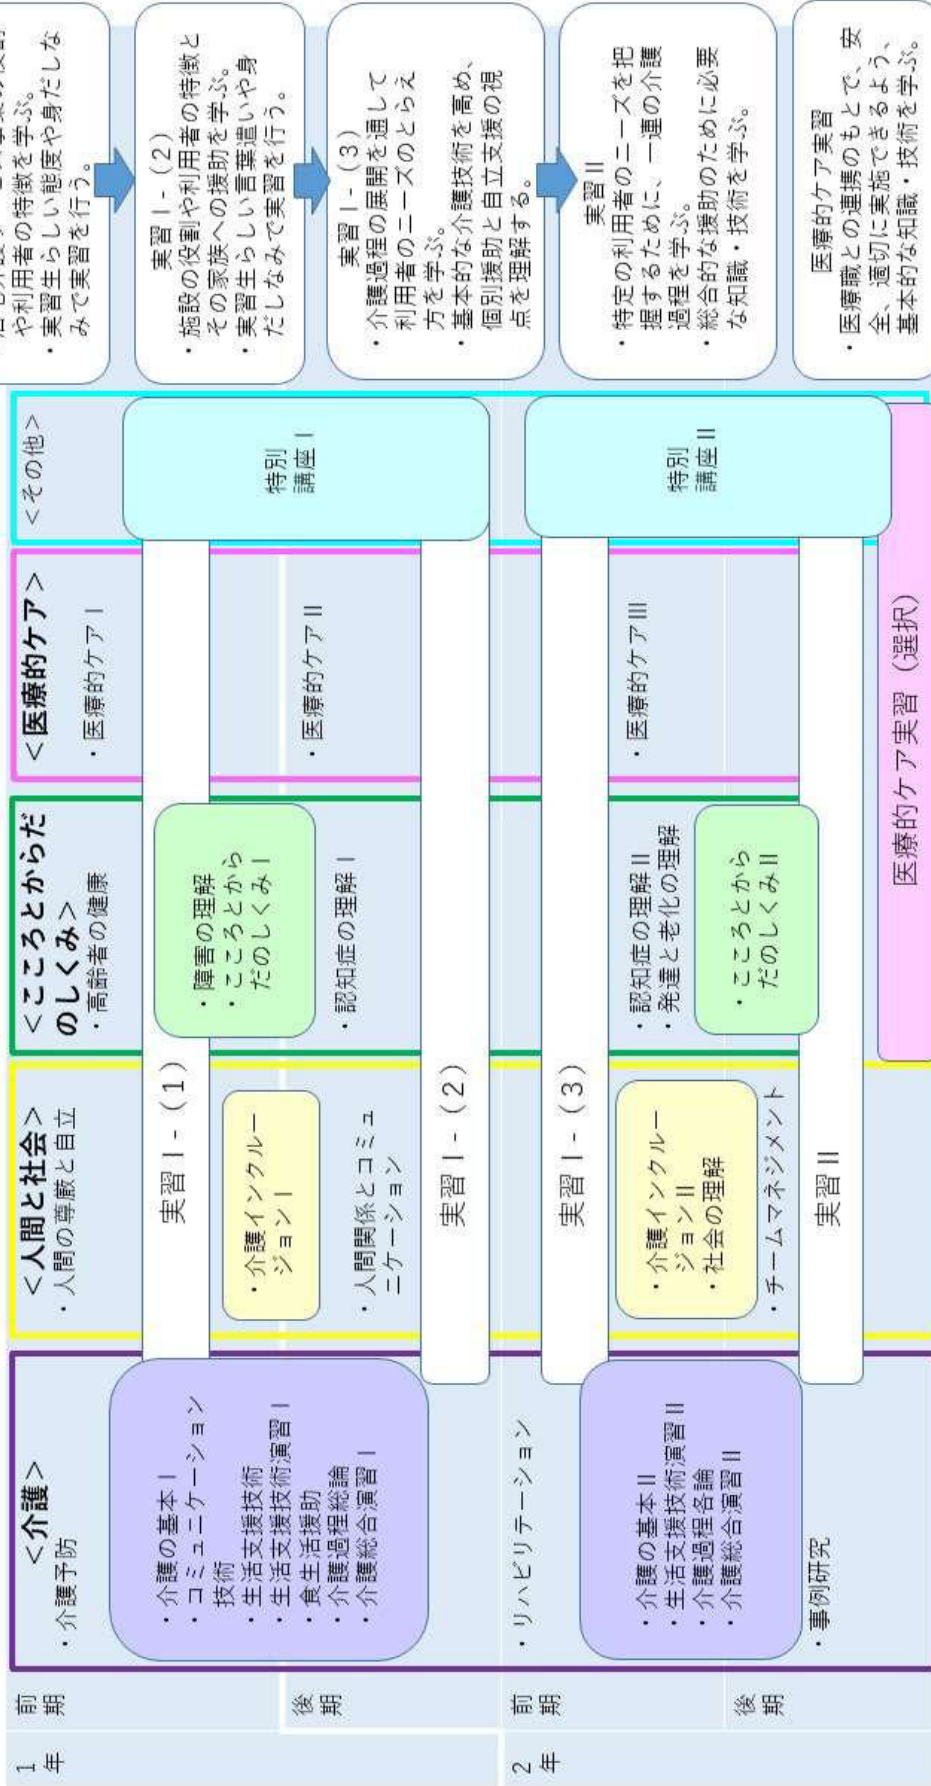 1年
前期
後期
2年
前期
後期
＜介護＞
・介護予防
・介護の基本Ⅰ
・コミュニケーション
技術
・生活支援技術
・生活支援技術演習Ⅰ
・食生活援助
・介護過程総論
・介護総合演習Ⅰ
・リハビリテーション
・介護の基本Ⅱ
・生活支援技術演習Ⅱ
・介護過程各論
・介護総合演習Ⅱ
・事例研究
＜人間と社会＞
・人間の尊厳と自立
実習Ⅰ-（1）
・介護インクルー
ジョンⅠ
・人間関係とコミュ
ニケーション
実習Ⅰ-（2）
実習Ⅰ-（3）
・介護インクルー
ジョンⅡ
・社会の理解
・チームマネジメント
実習Ⅱ
＜こころとからだ
のしくみ＞
・高齢者の健康
・障害の理解
・こころとから
だのしくみⅠ
・認知症の理解Ⅰ
・認知症の理解Ⅱ
・発達と老化の理解
・こころとから
だのしくみⅡ
＜医療的ケア＞
・医療的ケアⅠ
・医療的ケアⅡ
・医療的ケアⅢ
医療的ケア実習（選択）
＜その他＞
特別
講座Ⅰ
特別
講座Ⅱ
や利用者の特徴を学ぶ。
・実習生らしい態度や身だしな
みで実習を行う。
実習Ⅰ-（2）
・施設の役割や利用者の特徴と
その家族への援助を学ぶ。
・実習生らしい言葉遣いや身
だしなみで実習を行う。
実習Ⅰ-（3）
・介護過程の展開を通して
利用者のニーズのとらえ
方を学ぶ。
・基本的な介護技術を高め、
個別援助と自立支援の視
点を理解する。
実習Ⅱ
・特定の利用者のニーズを把
握するために、一連の介護
過程を学ぶ。
・総合的な援助のために必要
な知識・技術を学ぶ。
医療的ケア実習
・医療職との連携のもとで、安
全、適切に実施できるよう、
基本的な知識・技術を学ぶ。